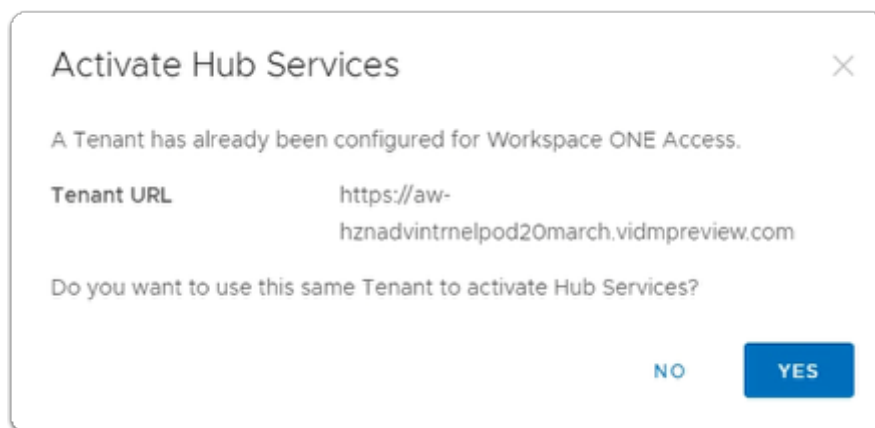 Activate Hub Services
A Tenant has already been configured for Workspace ONE Access.
Tenant URL https://aw-
hznadvintrnelpod20march.vidmpreview.com
Do you want to use this same Tenant to activate Hub Services?
NO YES